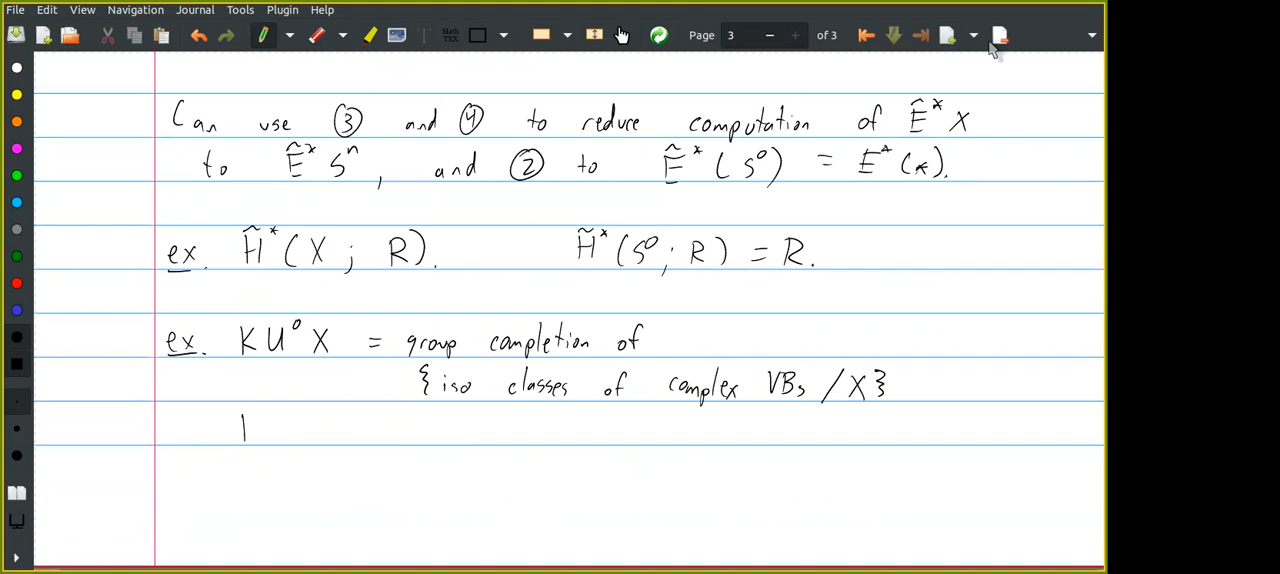 File Edit View Navigation Journal Tools Plugin Help
Math TEX Page 3 − + of 3
Can use ③ and ④ to reduce computation of Ẽ* X
to Ẽ* Sⁿ, and ② to Ẽ*(S⁰) = E*(*).
ex. H̃*(X; R). H̃*(S⁰; R) = R.
ex. KU⁰X = group completion of
{iso classes of complex VBs /X}